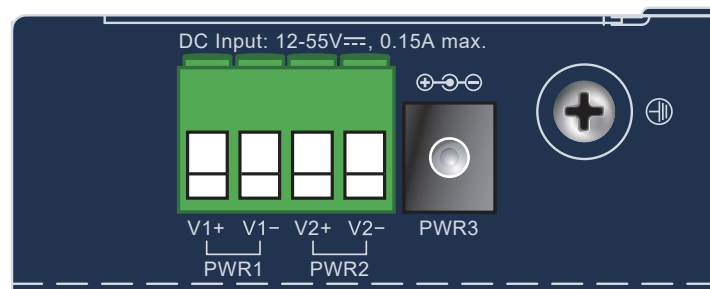 DC Input: 12-55V⎓, 0.15A max.
V1+ V1− V2+ V2− PWR3
PWR1 PWR2